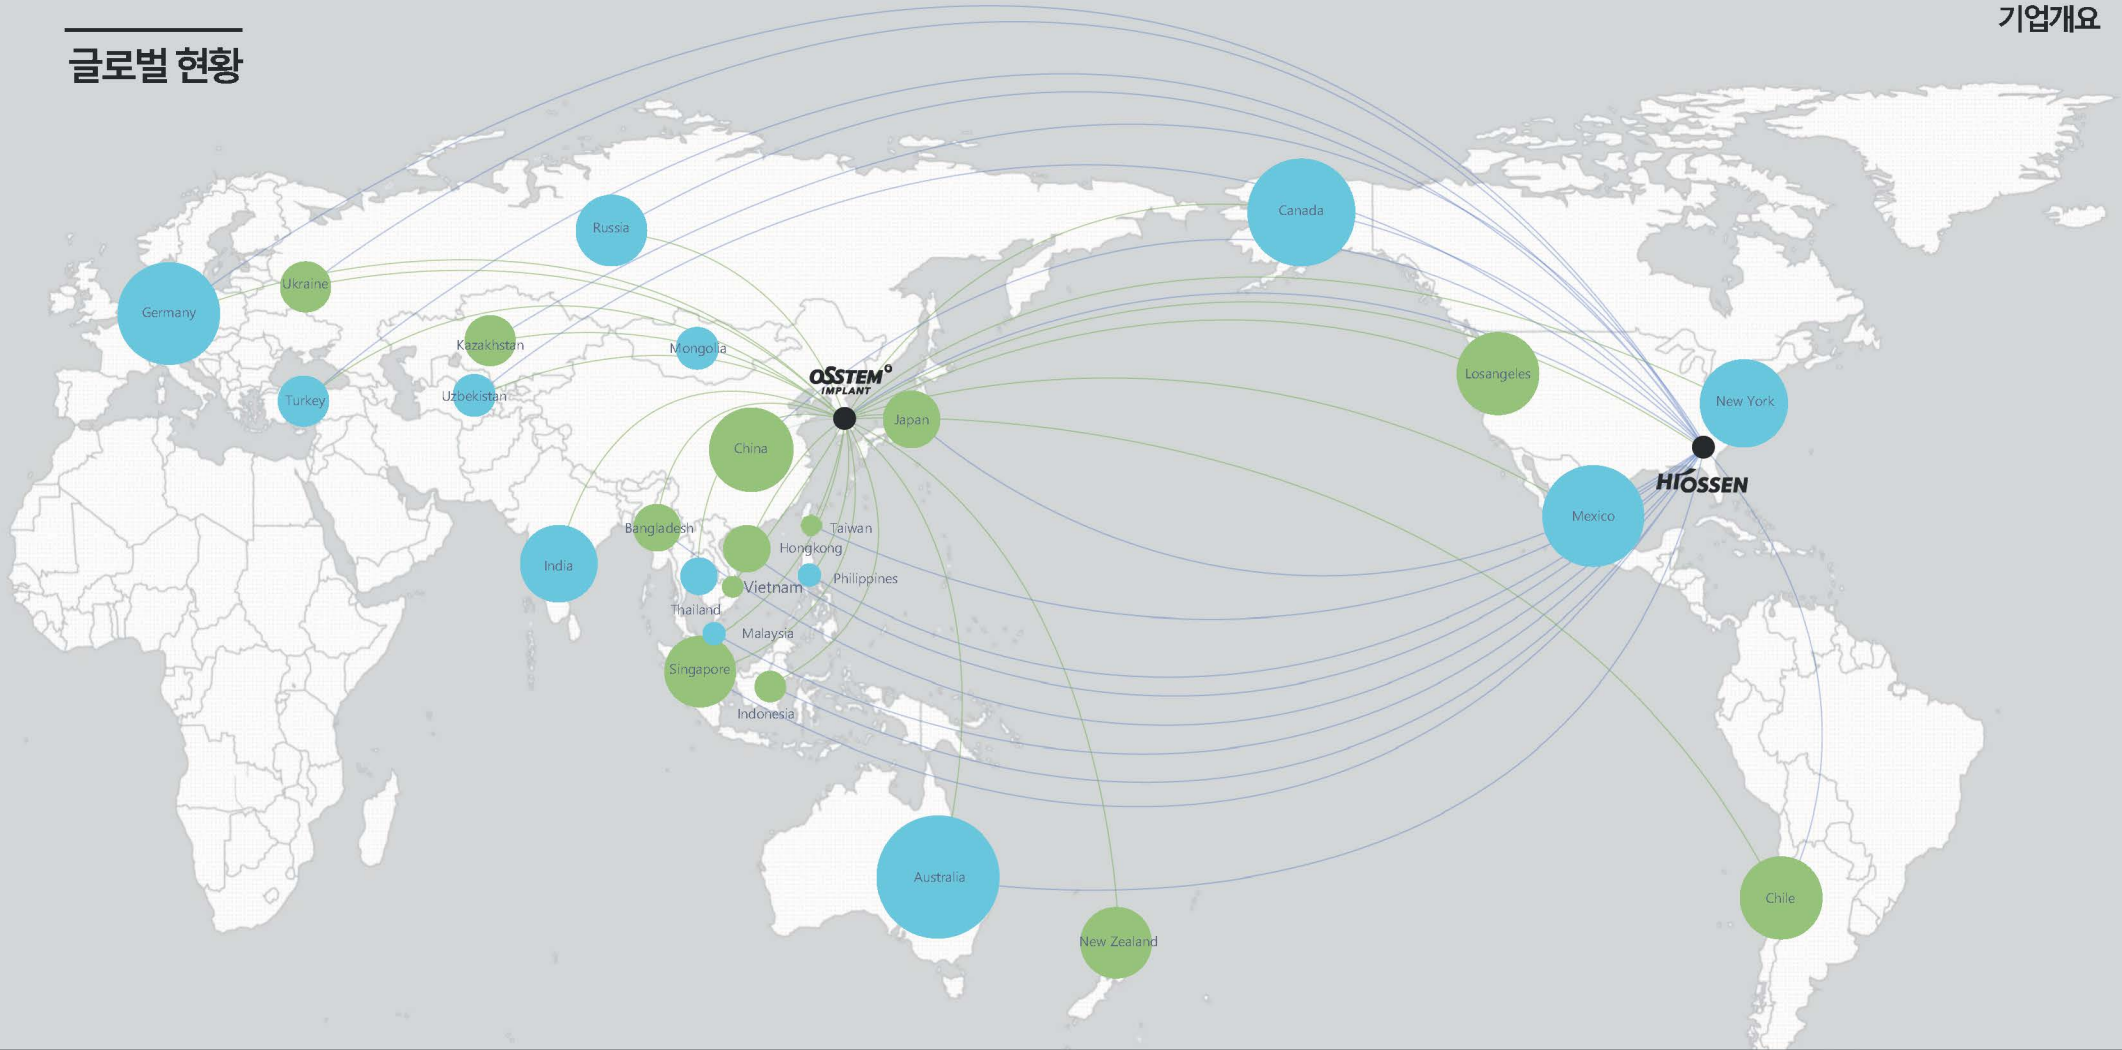 기업개요
글로벌 현황
Canada
Russia
Ukraine
Germany
Kazakhstan
Mongolia
OSSTEM
IMPLANT
Losangeles
Turkey
Uzbekistan
New York
Japan
China
HIOSSEN
Mexico
Bangladesh
Taiwan
Hongkong
India
Philippines
Vietnam
Thailand
Malaysia
Singapore
Indonesia
Australia
Chile
New Zealand